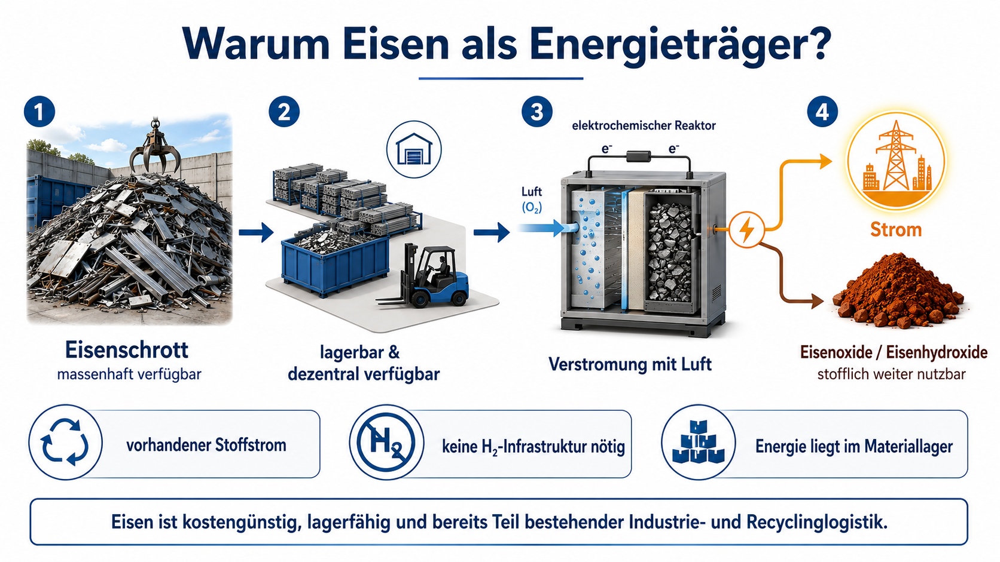 Warum Eisen als Energieträger?
1
2
3
4
elektrochemischer Reaktor
e⁻
e⁻
Luft
(O₂)
Strom
Eisenschrott
massenhaft verfügbar
lagerbar &
dezentral verfügbar
Verstromung mit Luft
Eisenoxide / Eisenhydroxide
stofflich weiter nutzbar
vorhandener Stoffstrom
H₂
keine H₂-Infrastruktur nötig
Energie liegt im Materiallager
Eisen ist kostengünstig, lagerfähig und bereits Teil bestehender Industrie- und Recyclinglogistik.